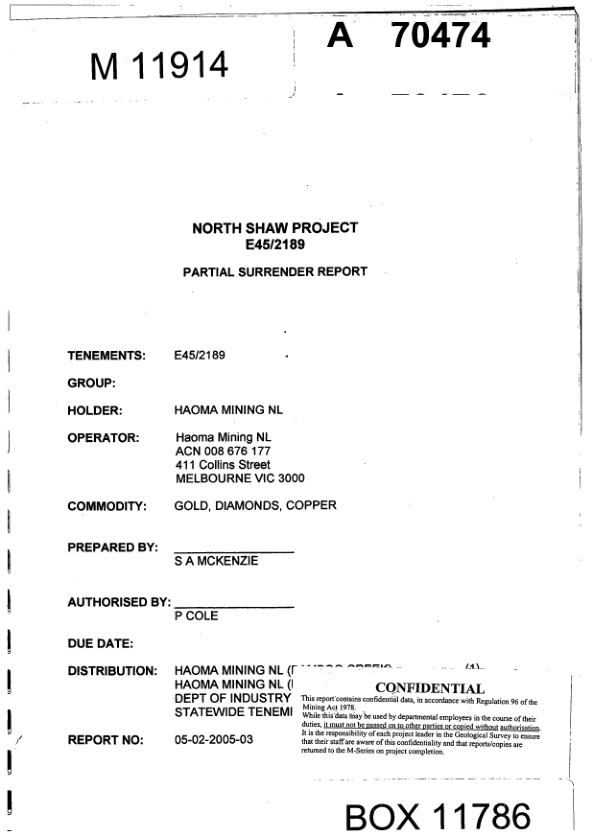 A 70474
M 11914
NORTH SHAW PROJECT
E45/2189
PARTIAL SURRENDER REPORT
TENEMENTS: E45/2189
GROUP:
HOLDER: HAOMA MINING NL
OPERATOR: Haoma Mining NL
ACN 008 676 177
411 Collins Street
MELBOURNE VIC 3000
COMMODITY: GOLD, DIAMONDS, COPPER
PREPARED BY:
S A MCKENZIE
AUTHORISED BY:
P COLE
DUE DATE:
DISTRIBUTION: HAOMA MINING NL (
HAOMA MINING NL (
DEPT OF INDUSTRY
STATEWIDE TENEM
REPORT NO: 05-02-2005-03
CONFIDENTIAL
This report contains confidential data, in accordance with Regulation 96 of the
Mining Act 1978.
While this data may be used by departmental employees in the course of their
duties, it must not be passed on to other parties or copied without authorisation.
It is the responsibility of each project leader in the Geological Survey to ensure
that their staff are aware of this confidentiality and that reports/copies are
returned to the M-Series on project completion.
BOX 11786